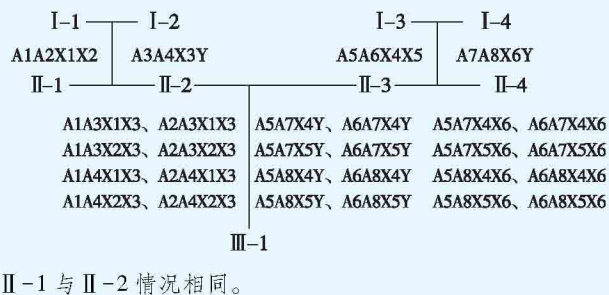 Ⅰ-1 Ⅰ-2 Ⅰ-3 Ⅰ-4
A1A2X1X2 A3A4X3Y A5A6X4X5 A7A8X6Y
Ⅱ-1 Ⅱ-2 Ⅱ-3 Ⅱ-4
A1A3X1X3、A2A3X1X3 A5A7X4Y、A6A7X4Y A5A7X4X6、A6A7X4X6
A1A3X2X3、A2A3X2X3 A5A7X5Y、A6A7X5Y A5A7X5X6、A6A7X5X6
A1A4X1X3、A2A4X1X3 A5A8X4Y、A6A8X4Y A5A8X4X6、A6A8X4X6
A1A4X2X3、A2A4X2X3 A5A8X5Y、A6A8X5Y A5A8X5X6、A6A8X5X6
Ⅲ-1
Ⅱ-1与Ⅱ-2情况相同。